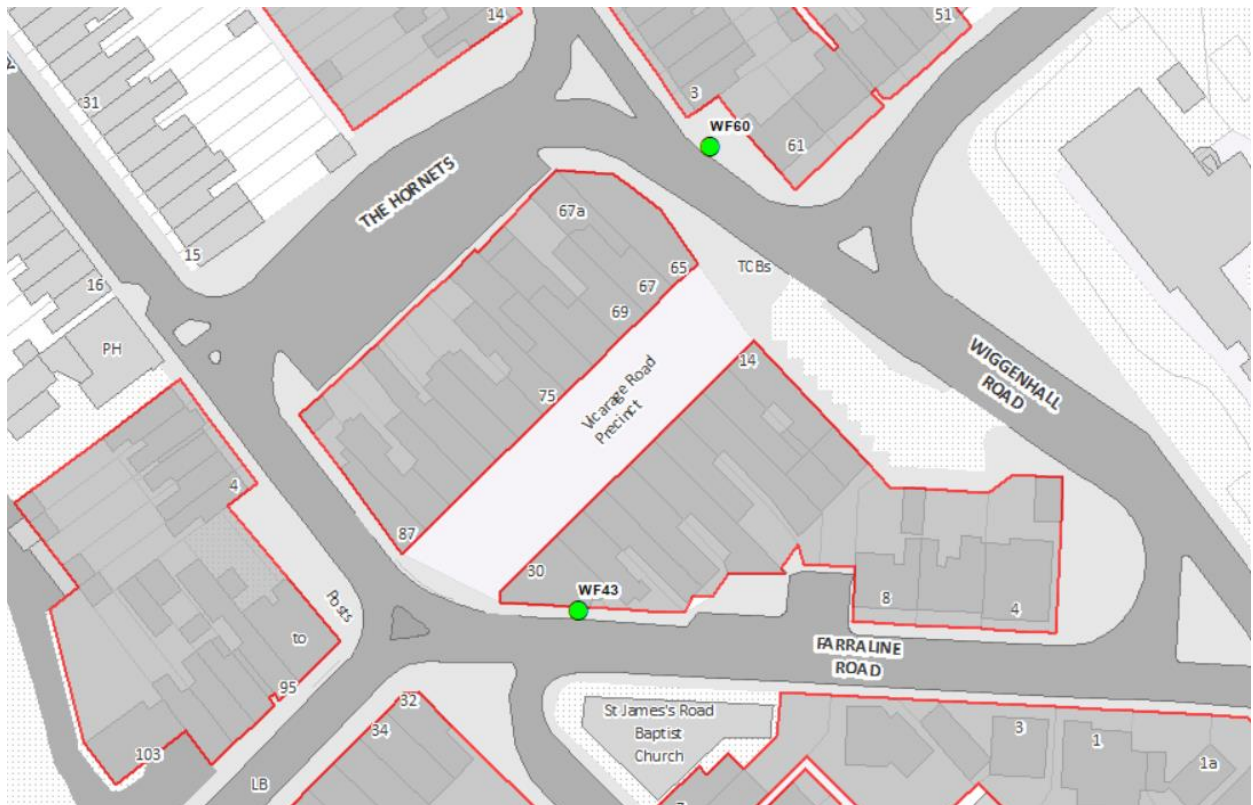 14
51
31
3
WF60
61
THE HORNETS
67a
15
65
TCBs
16
67
69
PH
WIGGENHALL
ROAD
14
75
Vicarage Road
Precinct
4
87
30
WF43
Posts
8
4
to
FARRALINE
ROAD
95
32
St James's Road
Baptist
Church
34
3
1
103
1a
LB